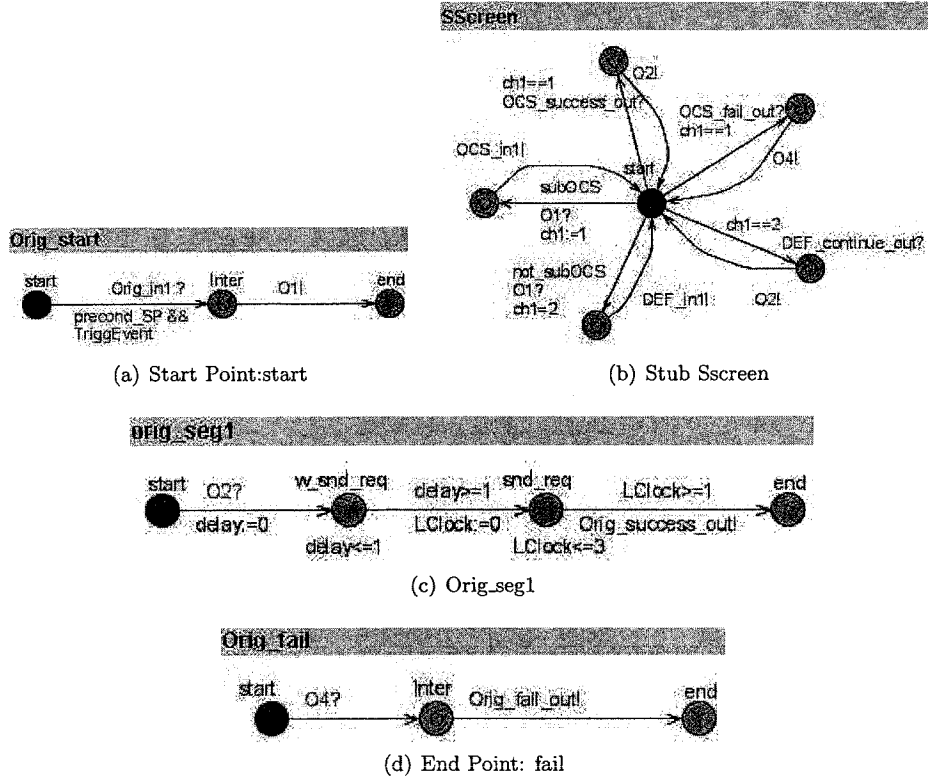 Orig_start
start
Orig_in1?
Inter
O1!
end
precond_SP &&
TriggEvent
(a) Start Point:start
SScreen
ch1==1
OCS_success_out?
O2!
OCS_fail_out?
ch1==1
O4!
OCS_in1!
start
subOCS
O1?
ch1:=1
ch1==2
DEF_continue_out?
not_subOCS
O1?
ch1=2
DEF_in1!
O2!
(b) Stub Sscreen
orig_seg1
start
O2?
w_snd_req
delay>=1
snd_req
LClock>=1
end
delay:=0
LClock:=0
Orig_success_out!
delay<=1
LClock<=3
(c) Orig_seg1
Orig_fail
start
O4?
Inter
Orig_fail_out!
end
(d) End Point: fail